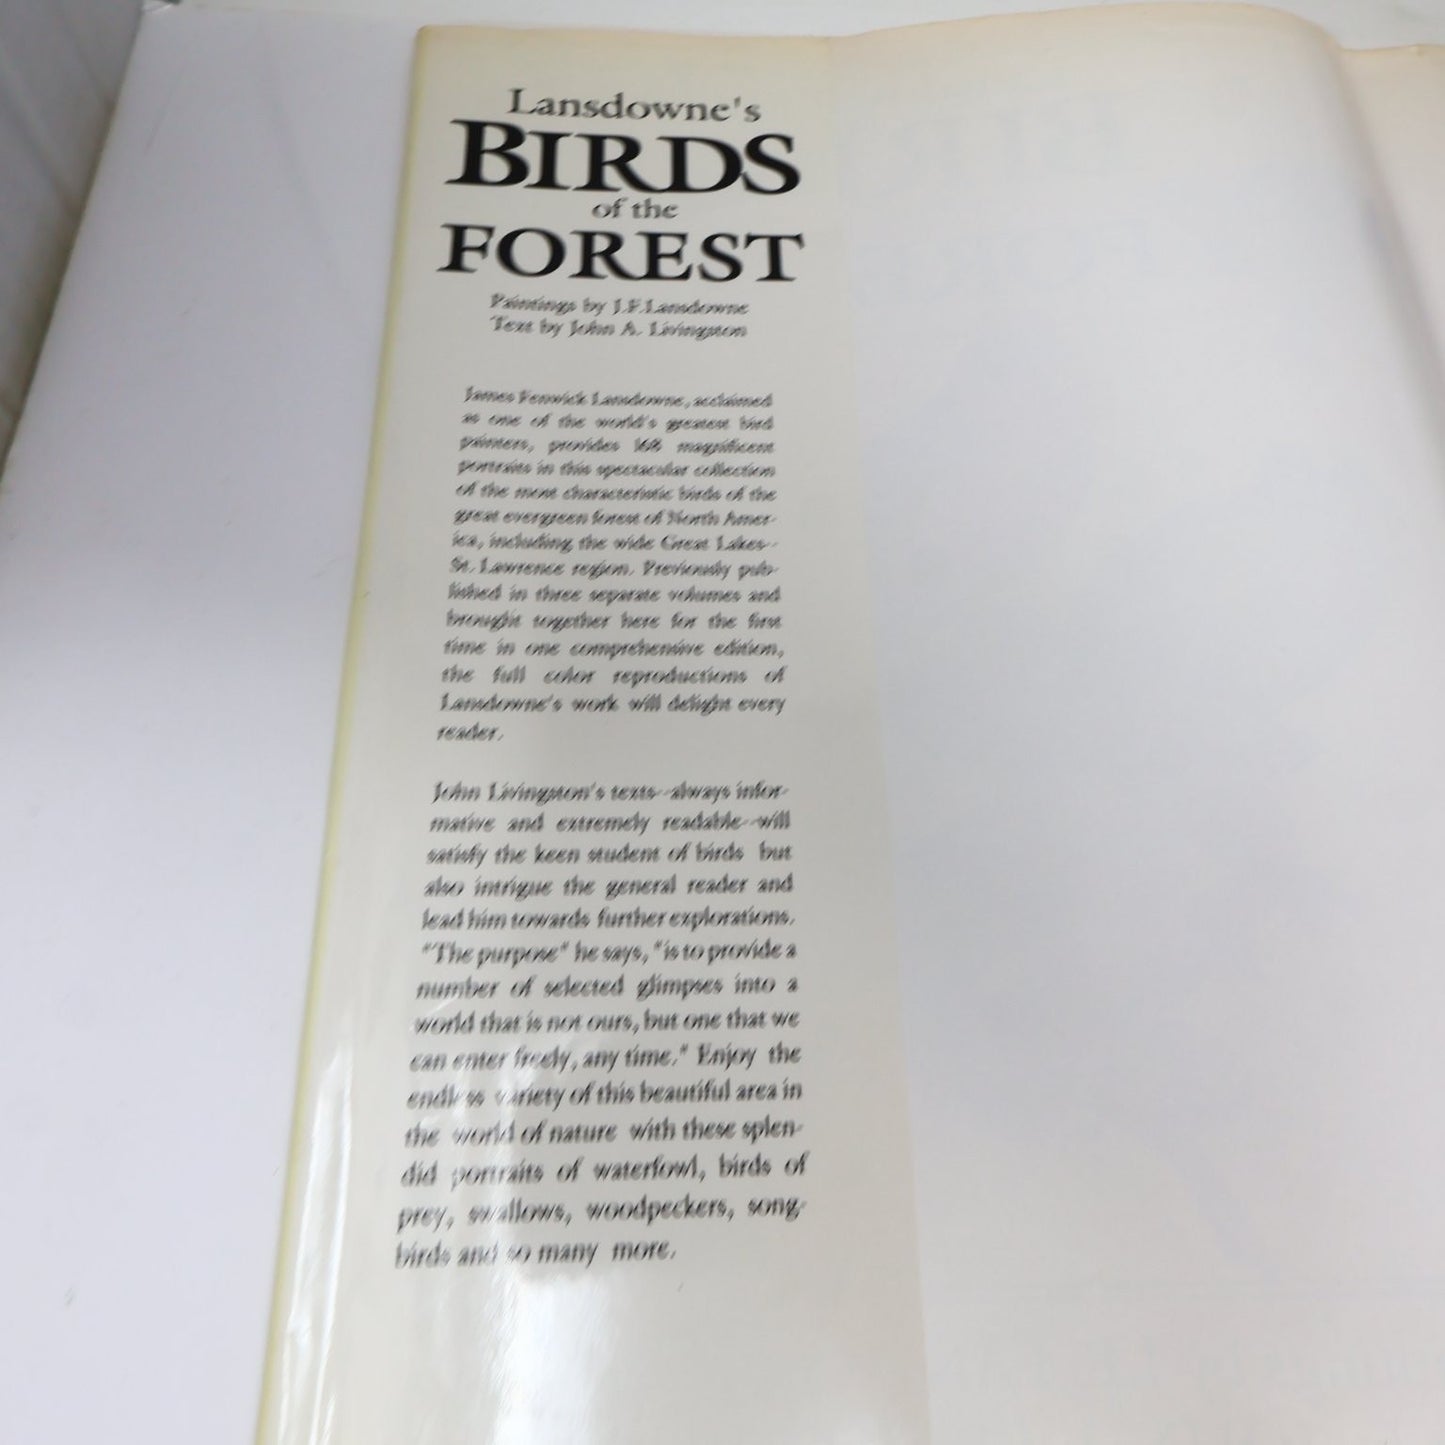 Lansdowne's
BIRDS
of the
FOREST
Paintings by J.F.Lansdowne
Text by John A. Livingston
James Fenwick Lansdowne, acclaimed
as one of the world's greatest bird
painters, provides 168 magnificent
portraits in this spectacular collection
of the most characteristic birds of the
great evergreen forest of North Amer-
ica, including the wide Great Lakes--
St. Lawrence region. Previously pub-
lished in three separate volumes and
brought together here for the first
time in one comprehensive edition,
the full color reproductions of
Lansdowne's work will delight every
reader.
John Livingston's texts--always infor-
mative and extremely readable--will
satisfy the keen student of birds but
also intrigue the general reader and
lead him towards further explorations.
"The purpose" he says, "is to provide a
number of selected glimpses into a
world that is not ours, but one that we
can enter freely, any time." Enjoy the
endless variety of this beautiful area in
the world of nature with these splen-
did portraits of waterfowl, birds of
prey, swallows, woodpeckers, song-
birds and so many more.